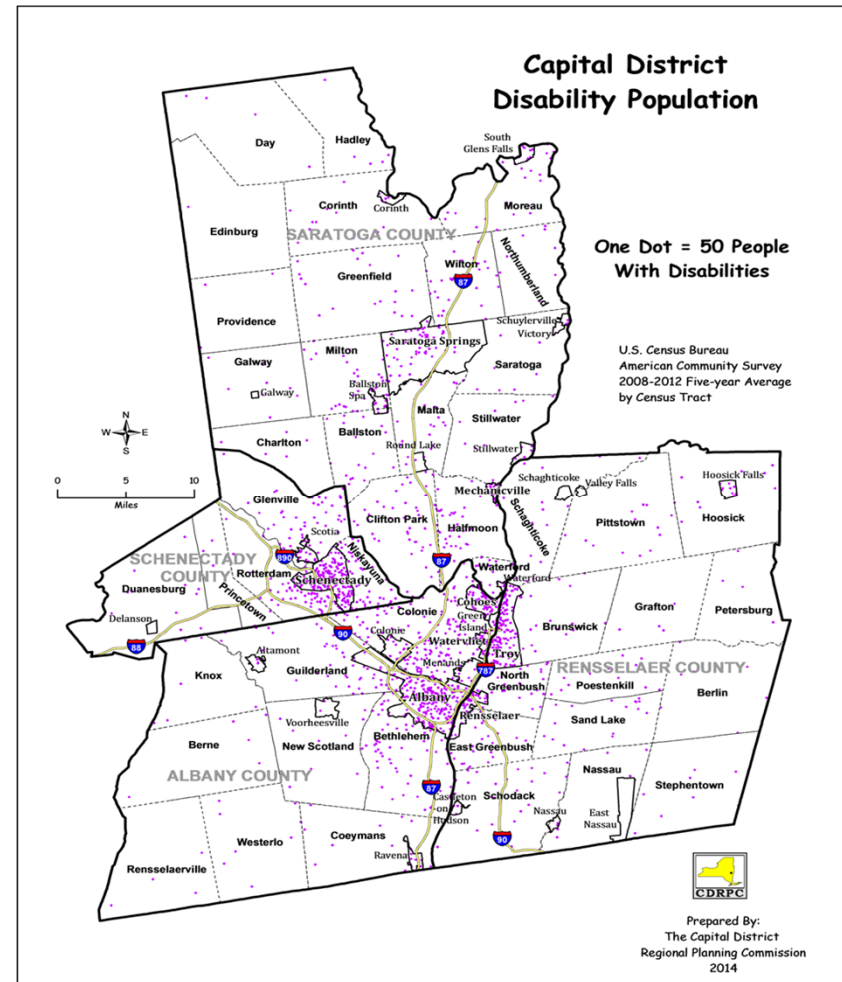 Capital District
Disability Population
South
Glens Falls
Day
Hadley
Corinth
Corinth
Moreau
Edinburg
SARATOGA COUNTY
One Dot = 50 People
With Disabilities
Wilton
Greenfield
87
Northumberland
Providence
Schuylerville
Victory
Saratoga Springs
Milton
Galway
Saratoga
U.S. Census Bureau
American Community Survey
2008-2012 Five-year Average
by Census Tract
Ballston
Spa
Galway
Malta
Stillwater
N
W E
S
Charlton
Ballston
Round Lake
Stillwater
0 5 10
Miles
Glenville
Mechanicville
Schaghticoke
Valley Falls
Hoosick Falls
Schaghticoke
Clifton Park
Halfmoon
Pittstown
Hoosick
Scotia
Niskayuna
SCHENECTADY
COUNTY
890
87
Rotterdam
Schenectady
Waterford
Waterford
Duanesburg
Princetown
Colonie
Cohoes
Green
Island
Grafton
Petersburg
Delanson
90
Colonie
Watervliet
Brunswick
88
Altamont
Troy
Menands
787
North
Greenbush
RENSSELAER COUNTY
Knox
Guilderland
Poestenkill
Albany
Berlin
Rensselaer
Voorheesville
Sand Lake
Berne
New Scotland
Bethlehem
East Greenbush
ALBANY COUNTY
Nassau
87
Schodack
Stephentown
Castleton
-on
Hudson
Nassau
East
Nassau
Westerlo
Coeymans
90
Rensselaerville
Ravena
CDRPC
Prepared By:
The Capital District
Regional Planning Commission
2014